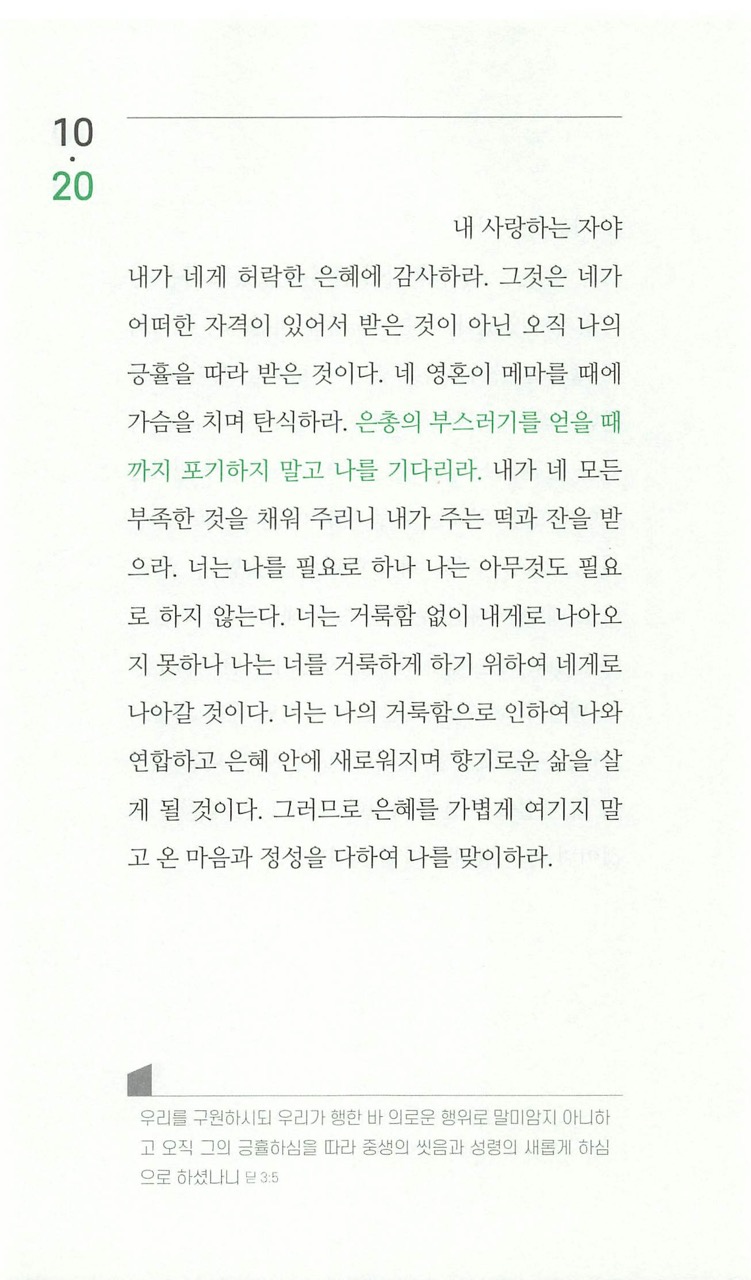 10
·
20
내 사랑하는 자야
내가 네게 허락한 은혜에 감사하라. 그것은 네가
어떠한 자격이 있어서 받은 것이 아닌 오직 나의
긍휼을 따라 받은 것이다. 네 영혼이 메마를 때에
가슴을 치며 탄식하라. 은총의 부스러기를 얻을 때
까지 포기하지 말고 나를 기다리라. 내가 네 모든
부족한 것을 채워 주리니 내가 주는 떡과 잔을 받
으라. 너는 나를 필요로 하나 나는 아무것도 필요
로 하지 않는다. 너는 거룩함 없이 내게로 나아오
지 못하나 나는 너를 거룩하게 하기 위하여 네게로
나아갈 것이다. 너는 나의 거룩함으로 인하여 나와
연합하고 은혜 안에 새로워지며 향기로운 삶을 살
게 될 것이다. 그러므로 은혜를 가볍게 여기지 말
고 온 마음과 정성을 다하여 나를 맞이하라.
우리를 구원하시되 우리가 행한 바 의로운 행위로 말미암지 아니하
고 오직 그의 긍휼하심을 따라 중생의 씻음과 성령의 새롭게 하심
으로 하셨나니 딛 3:5